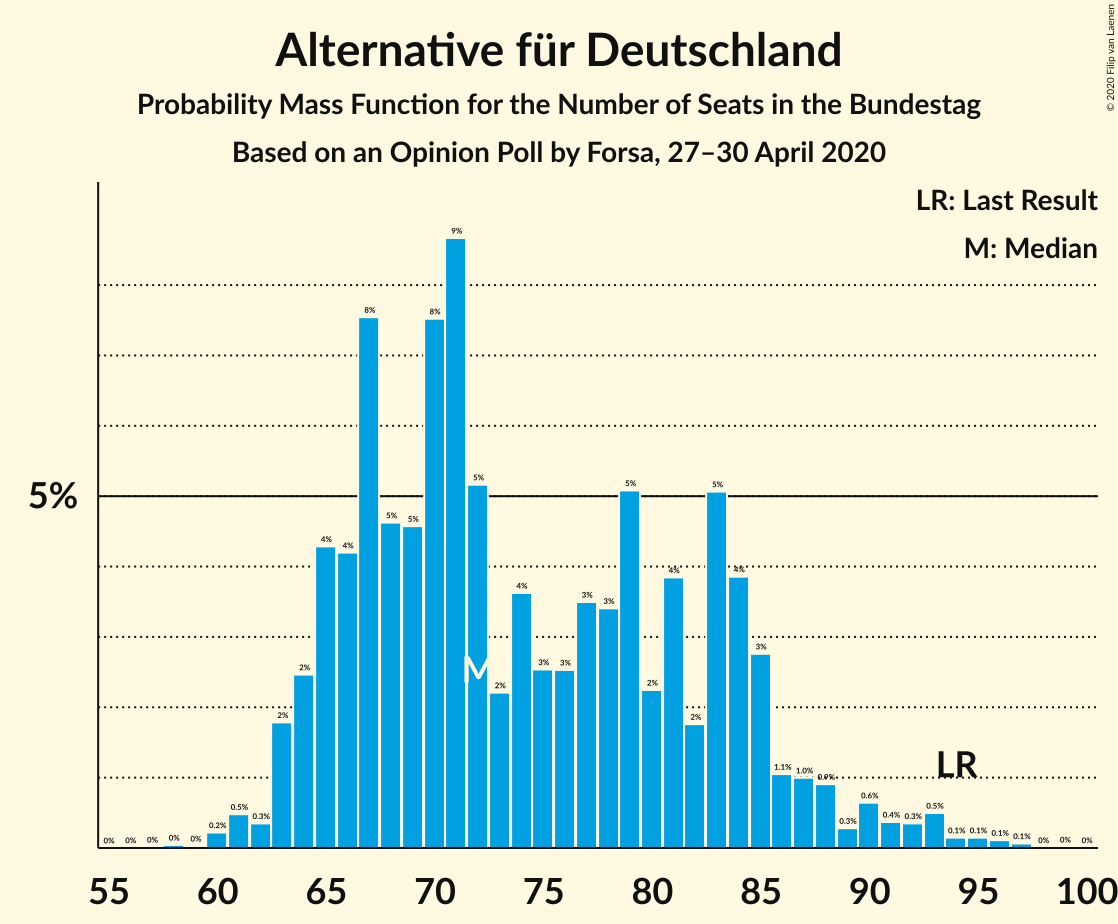 Alternative für Deutschland
Probability Mass Function for the Number of Seats in the Bundestag
Based on an Opinion Poll by Forsa, 27–30 April 2020
© 2020 Filip van Laenen
LR: Last Result
M: Median
5%
0% 0% 0% 0% 0% 0.2% 0.5% 0.3% 2% 2% 4% 4% 8% 5% 5% 8% 9% 5% 2% 4% 3% 3% 3% 3% 5% 2% 4% 2% 5% 4% 3% 1.1% 1.0% 0.9% 0.3% 0.6% 0.4% 0.3% 0.5% 0.1% 0.1% 0.1% 0.1% 0% 0% 0%
M
LR
55 60 65 70 75 80 85 90 95 100